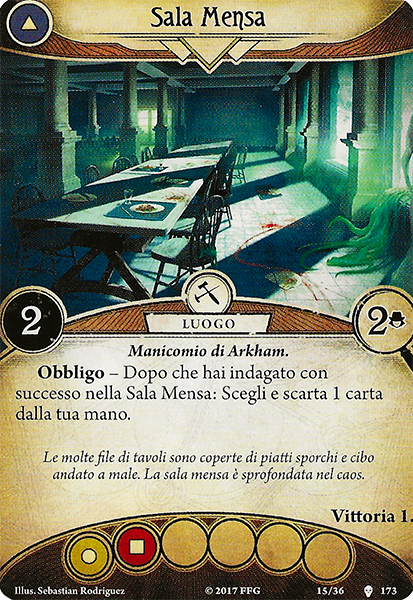 Sala Mensa
2
LUOGO
2
Manicomio di Arkham.
Obbligo – Dopo che hai indagato con
successo nella Sala Mensa: Scegli e scarta 1 carta
dalla tua mano.
Le molte file di tavoli sono coperte di piatti sporchi e cibo
andato a male. La sala mensa è sprofondata nel caos.
Vittoria 1.
Illus. Sebastian Rodriguez
© 2017 FFG
15/36
173